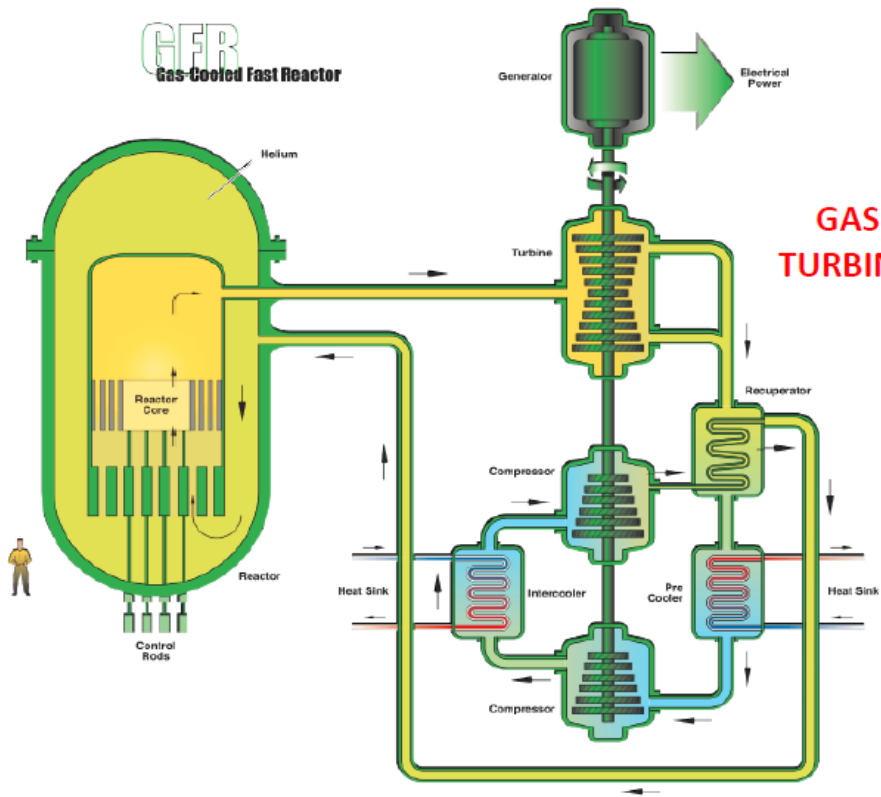 GFR
Gas-Cooled Fast Reactor
Generator
Electrical
Power
Helium
GAS
Turbine
Recuperator
Reactor
Core
Compressor
Reactor
Heat Sink
Intercooler
Pre
Cooler
Heat Sink
Control
Rods
Compressor